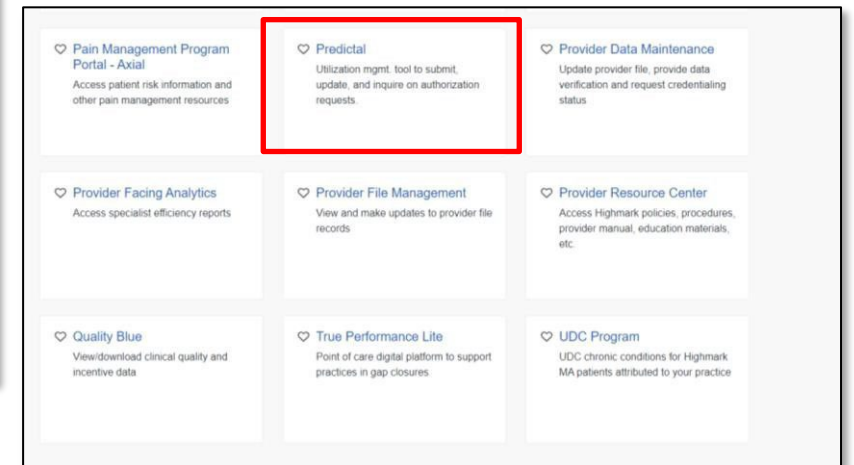 Pain Management Program
Portal - Axial
Access patient risk information and
other pain management resources
Predictal
Utilization mgmt. tool to submit,
update, and inquire on authorization
requests.
Provider Data Maintenance
Update provider file, provide data
verification and request credentialing
status
Provider Facing Analytics
Access specialist efficiency reports
Provider File Management
View and make updates to provider file
records
Provider Resource Center
Access Highmark policies, procedures,
provider manual, education materials,
etc.
Quality Blue
View/download clinical quality and
incentive data
True Performance Lite
Point of care digital platform to support
practices in gap closures
UDC Program
UDC chronic conditions for Highmark
MA patients attributed to your practice